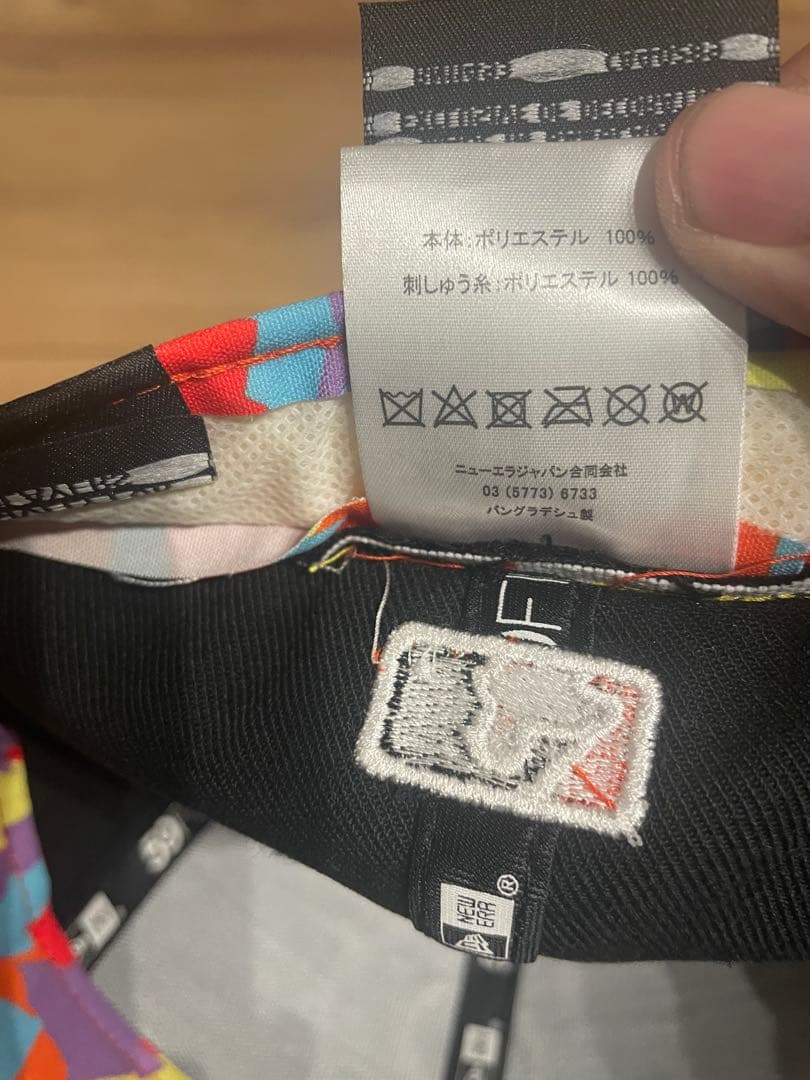 本体:ポリエステル 100%
刺しゅう糸:ポリエステル 100%
W
ニューエラジャパン合同会社
03 (5773) 6733
バングラデシュ製
OFI
NEW ERA®
59